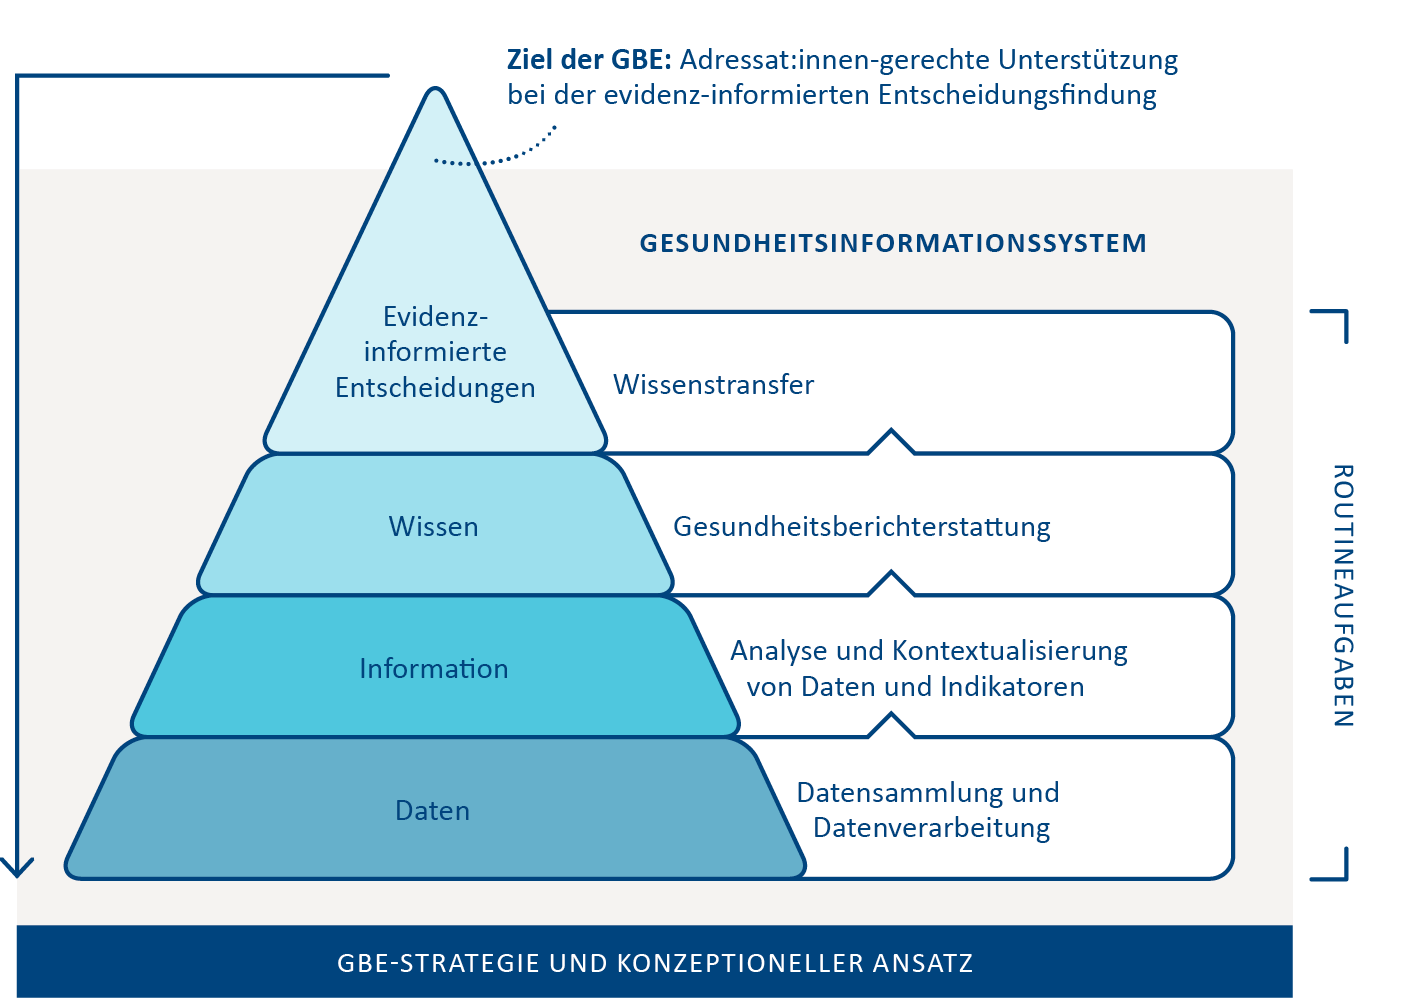 Ziel der GBE: Adressat:innen-gerechte Unterstützung
bei der evidenz-informierten Entscheidungsfindung
GESUNDHEITSINFORMATIONSSYSTEM
Evidenz-
informierte
Entscheidungen
Wissenstransfer
Wissen
Gesundheitsberichterstattung
Information
Analyse und Kontextualisierung
von Daten und Indikatoren
Daten
Datensammlung und
Datenverarbeitung
ROUTINEAUFGABEN
GBE-STRATEGIE UND KONZEPTIONELLER ANSATZ